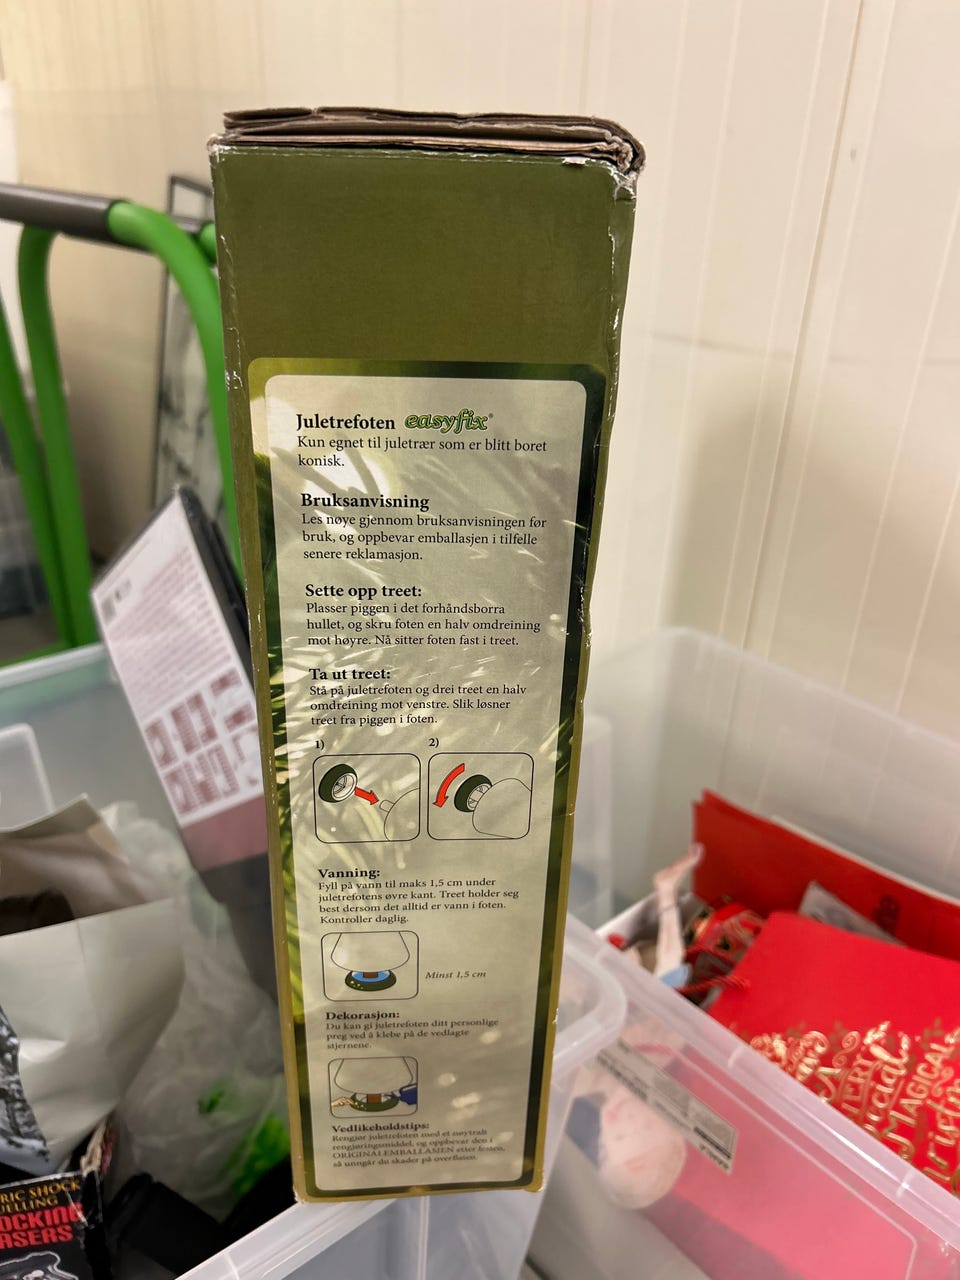 Juletrefoten easyfix®
Kun egnet til juletrær som er blitt boret
konisk.
Bruksanvisning
Les nøye gjennom bruksanvisningen før
bruk, og oppbevar emballasjen i tilfelle
senere reklamasjon.
Sette opp treet:
Plasser piggen i det forhåndsborra
hullet, og skru foten en halv omdreining
mot høyre. Nå sitter foten fast i treet.
Ta ut treet:
Stå på juletrefoten og drei treet en halv
omdreining mot venstre. Slik løsner
treet fra piggen i foten.
1) 2)
Vanning:
Fyll på vann til maks 1,5 cm under
juletrefotens øvre kant. Treet holder seg
best dersom det alltid er vann i foten.
Kontroller daglig.
Minst 1,5 cm
Dekorasjon:
Du kan gi juletrefoten ditt personlige
preg ved å klebe på de vedlagte
stjernene.
Vedlikeholdstips:
Rengjør juletrefoten med et nøytralt
rengjøringsmiddel, og oppbevar den i
ORIGINALEMBALLASJEN etter festen,
så unngår du skader på overflaten.
RIC SHOCK
UELLING
OCKING
ASERS
MAGICAL